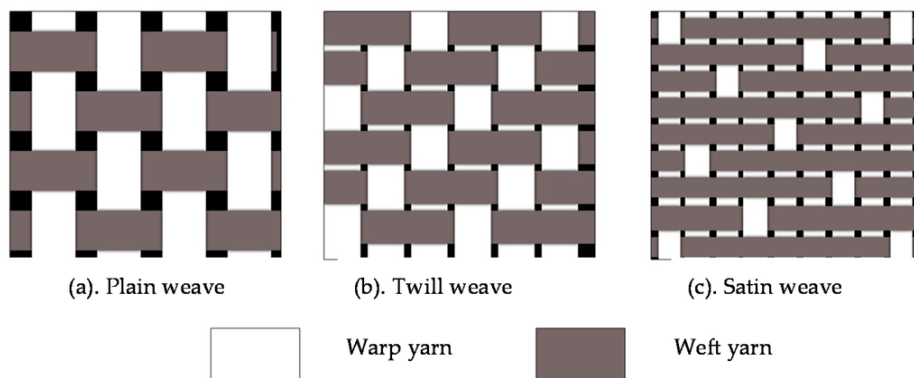 (a). Plain weave
(b). Twill weave
(c). Satin weave
Warp yarn
Weft yarn